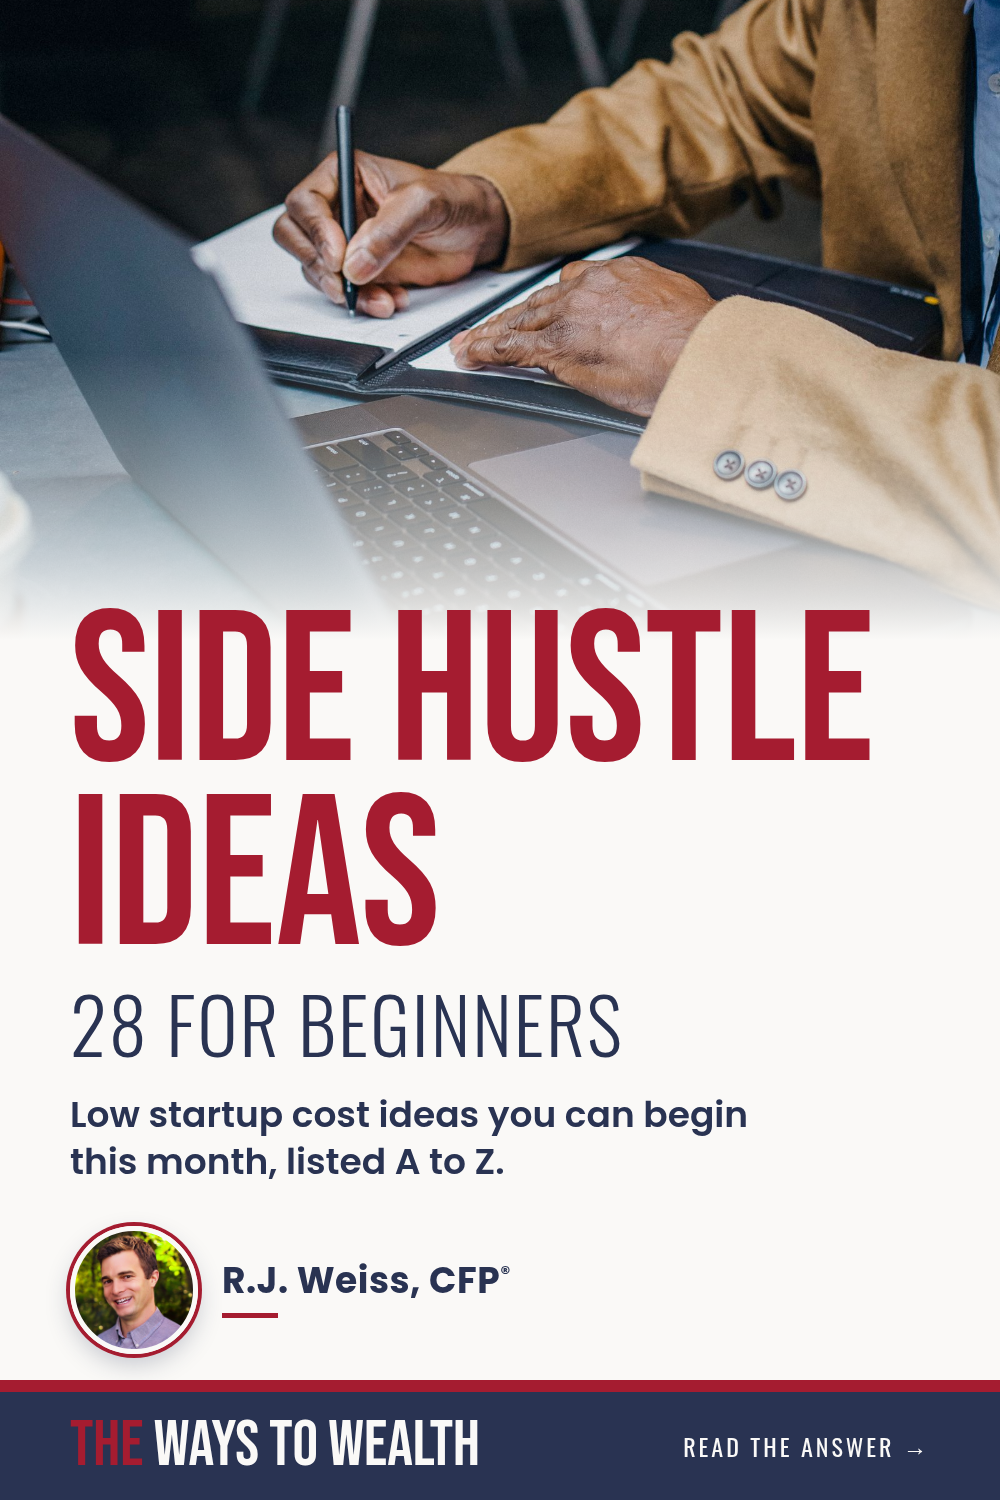 SIDE HUSTLE
IDEAS
28 FOR BEGINNERS
Low startup cost ideas you can begin
this month, listed A to Z.
R.J. Weiss, CFP®
THE WAYS TO WEALTH
READ THE ANSWER →